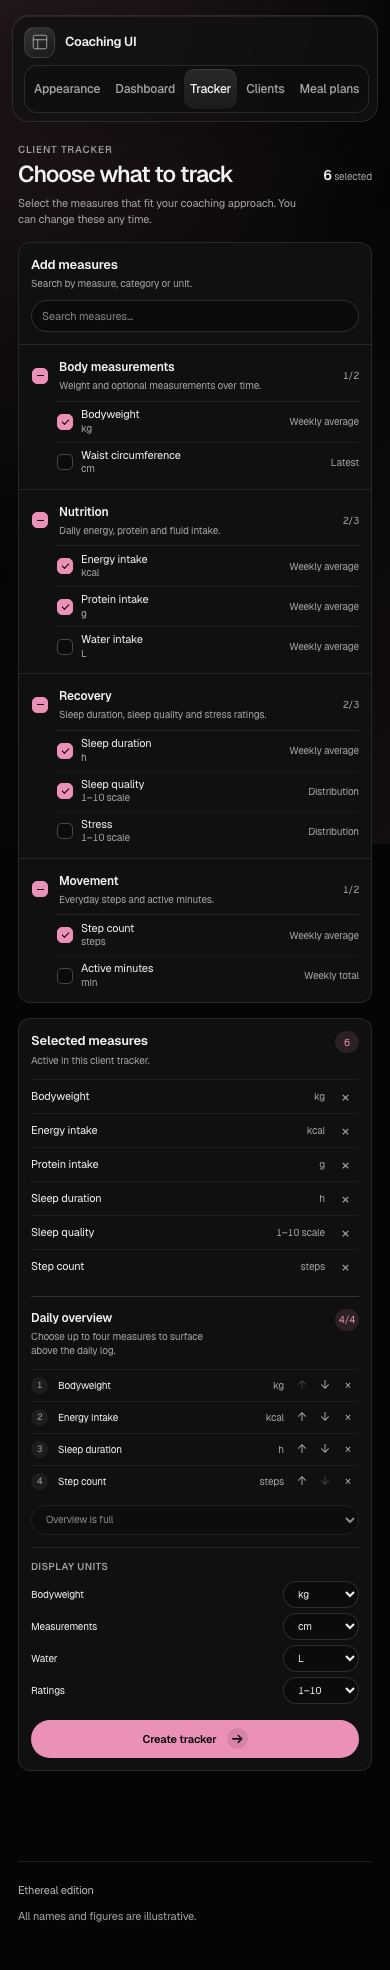 Coaching UI
Appearance Dashboard Tracker Clients Meal plans
CLIENT TRACKER
Choose what to track
6 selected
Select the measures that fit your coaching approach. You
can change these any time.
Add measures
Search by measure, category or unit.
Search measures...
Body measurements
Weight and optional measurements over time.
1/2
Bodyweight
kg
Weekly average
Waist circumference
cm
Latest
Nutrition
Daily energy, protein and fluid intake.
2/3
Energy intake
kcal
Weekly average
Protein intake
g
Weekly average
Water intake
L
Weekly average
Recovery
Sleep duration, sleep quality and stress ratings.
2/3
Sleep duration
h
Weekly average
Sleep quality
1–10 scale
Distribution
Stress
1–10 scale
Distribution
Movement
Everyday steps and active minutes.
1/2
Step count
steps
Weekly average
Active minutes
min
Weekly total
Selected measures
6
Active in this client tracker.
Bodyweight kg ×
Energy intake kcal ×
Protein intake g ×
Sleep duration h ×
Sleep quality 1–10 scale ×
Step count steps ×
Daily overview
4/4
Choose up to four measures to surface
above the daily log.
1 Bodyweight kg ↑ ↓ ×
2 Energy intake kcal ↑ ↓ ×
3 Sleep duration h ↑ ↓ ×
4 Step count steps ↑ ↓ ×
Overview is full
DISPLAY UNITS
Bodyweight kg
Measurements cm
Water L
Ratings 1–10
Create tracker →
Ethereal edition
All names and figures are illustrative.